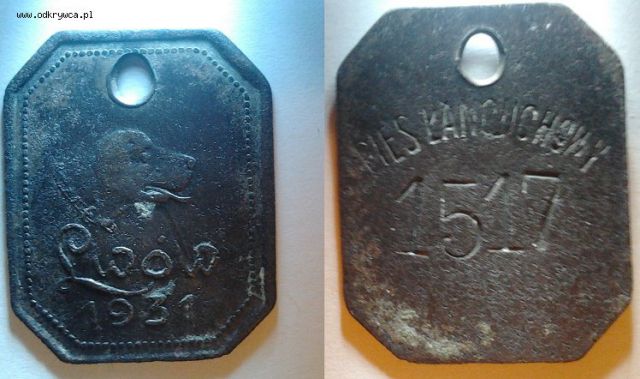 www.odkrywca.pl
Lwów
1931
PIES ŁAŃCUCHOWY
1517